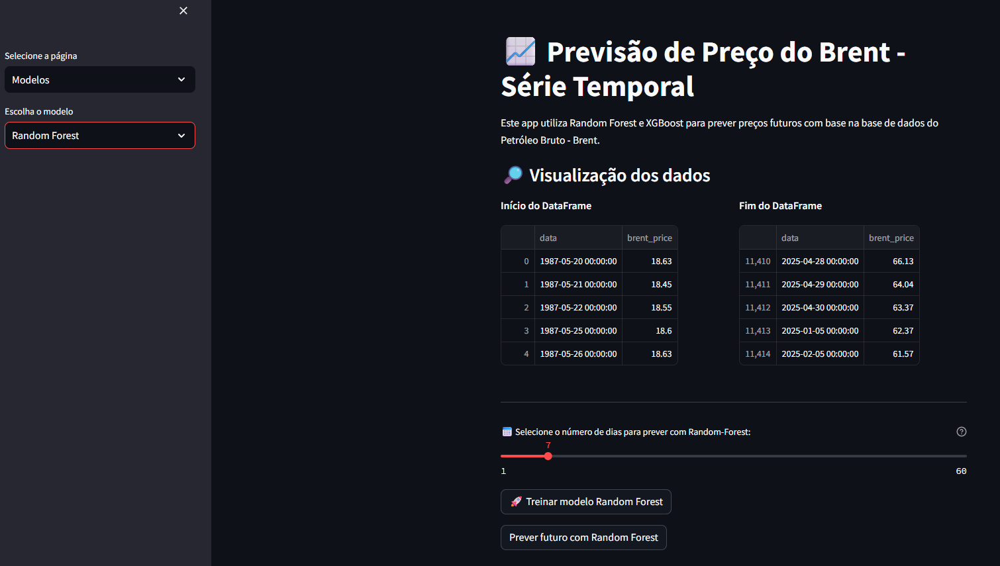 Selecione a página
Modelos
Escolha o modelo
Random Forest
Previsão de Preço do Brent -
Série Temporal
Este app utiliza Random Forest e XGBoost para prever preços futuros com base na base de dados do
Petróleo Bruto - Brent.
Visualização dos dados
Início do DataFrame
data brent_price
0 1987-05-20 00:00:00 18.63
1 1987-05-21 00:00:00 18.45
2 1987-05-22 00:00:00 18.55
3 1987-05-25 00:00:00 18.6
4 1987-05-26 00:00:00 18.63
Fim do DataFrame
data brent_price
11,410 2025-04-28 00:00:00 66.13
11,411 2025-04-29 00:00:00 64.04
11,412 2025-04-30 00:00:00 63.37
11,413 2025-01-05 00:00:00 62.37
11,414 2025-02-05 00:00:00 61.57
Selecione o número de dias para prever com Random-Forest:
7
1 60
Treinar modelo Random Forest
Prever futuro com Random Forest